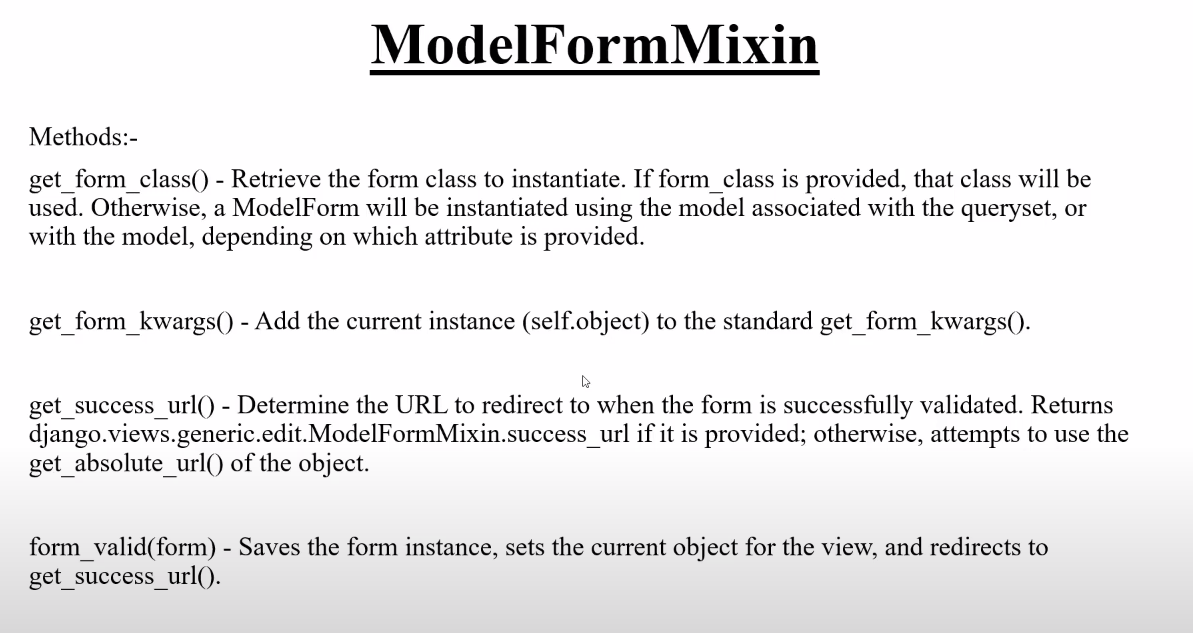 ModelFormMixin
Methods:-
get_form_class() - Retrieve the form class to instantiate. If form_class is provided, that class will be
used. Otherwise, a ModelForm will be instantiated using the model associated with the queryset, or
with the model, depending on which attribute is provided.
get_form_kwargs() - Add the current instance (self.object) to the standard get_form_kwargs().
get_success_url() - Determine the URL to redirect to when the form is successfully validated. Returns
django.views.generic.edit.ModelFormMixin.success_url if it is provided; otherwise, attempts to use the
get_absolute_url() of the object.
form_valid(form) - Saves the form instance, sets the current object for the view, and redirects to
get_success_url().